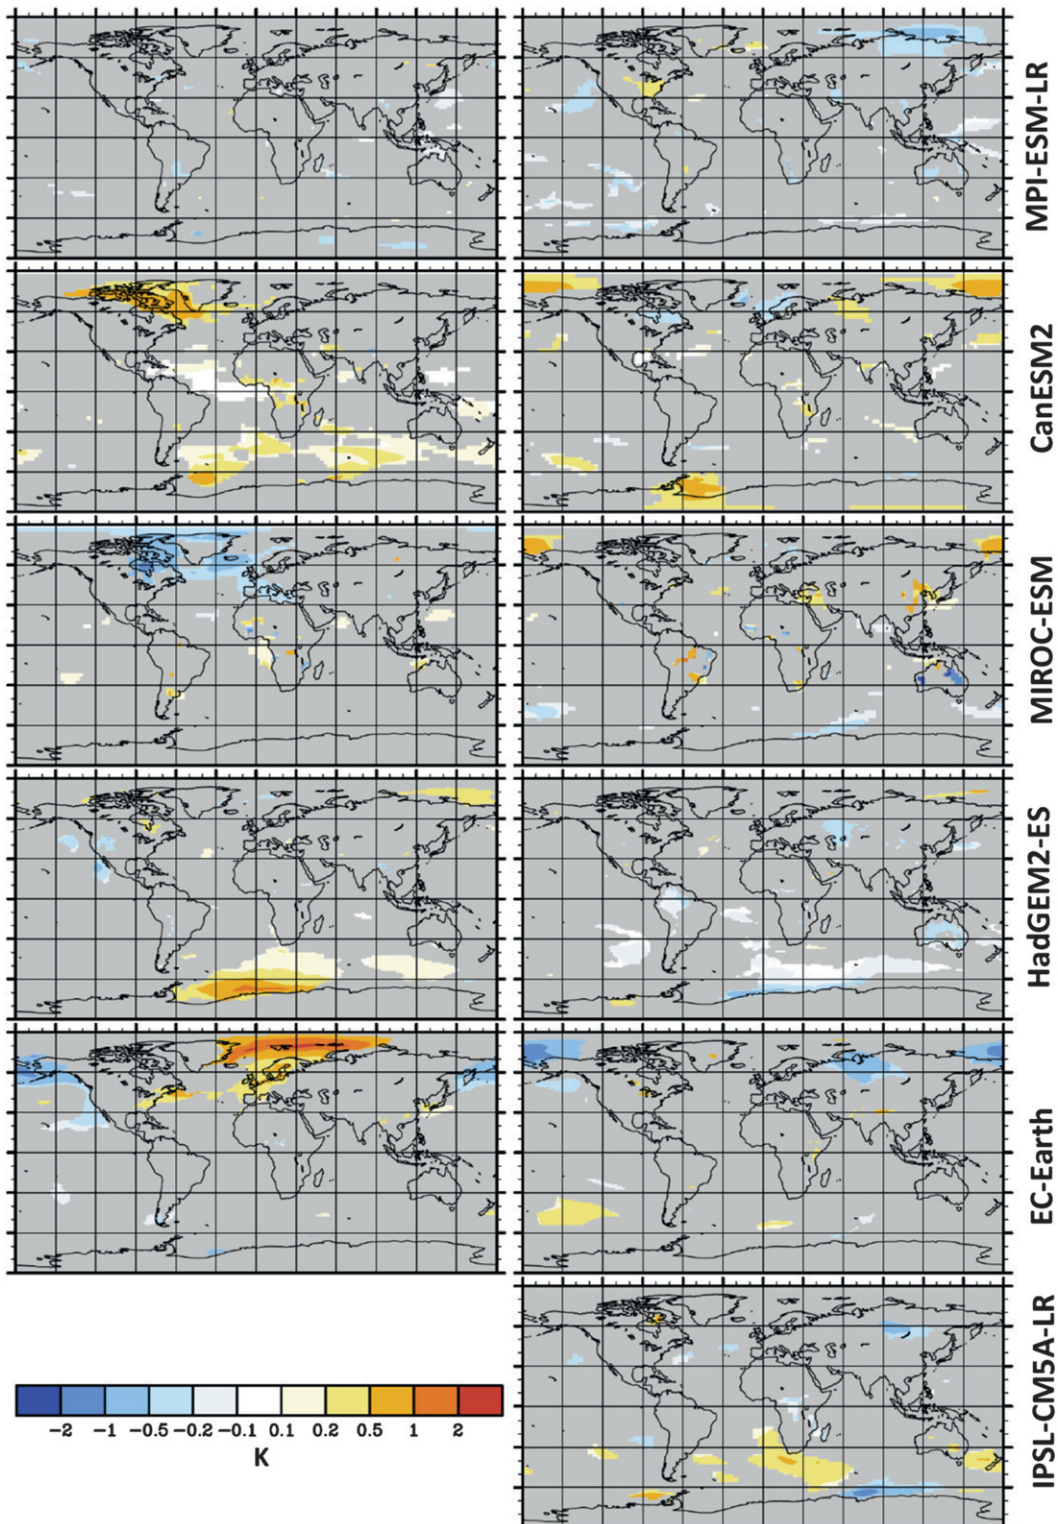 MPI-ESM-LR
CanESM2
MIROC-ESM
HadGEM2-ES
EC-Earth
IPSL-CM5A-LR
-2 -1 -0.5 -0.2 -0.1 0.1 0.2 0.5 1 2
K